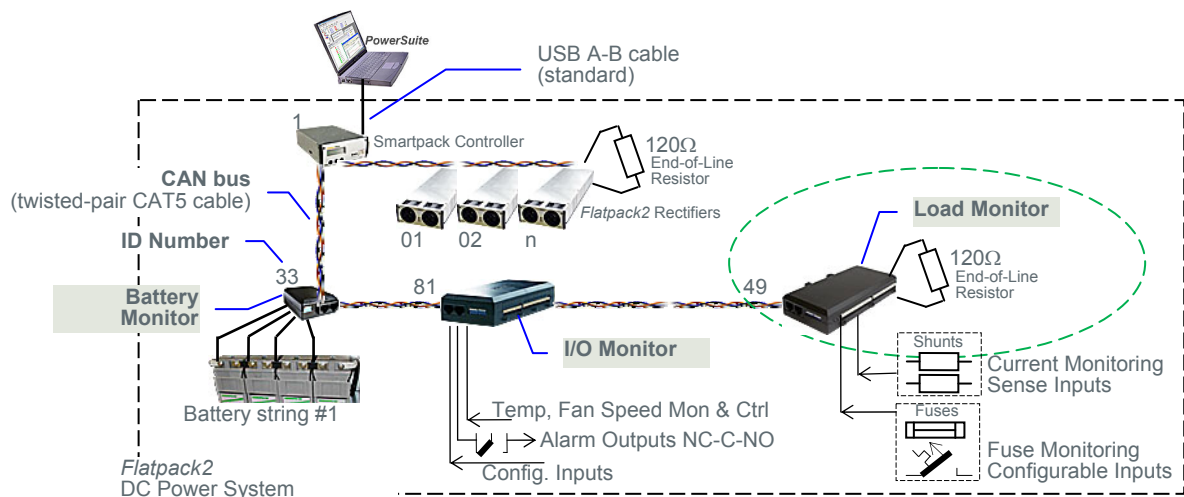 PowerSuite
USB A-B cable
(standard)
1
Smartpack Controller
120Ω
End-of-Line
Resistor
CAN bus
(twisted-pair CAT5 cable)
Flatpack2 Rectifiers
01
02
n
Load Monitor
ID Number
33
81
49
120Ω
End-of-Line
Resistor
Battery
Monitor
I/O Monitor
Shunts
Current Monitoring
Sense Inputs
Battery string #1
Temp, Fan Speed Mon & Ctrl
Alarm Outputs NC-C-NO
Config. Inputs
Fuses
Fuse Monitoring
Configurable Inputs
Flatpack2
DC Power System